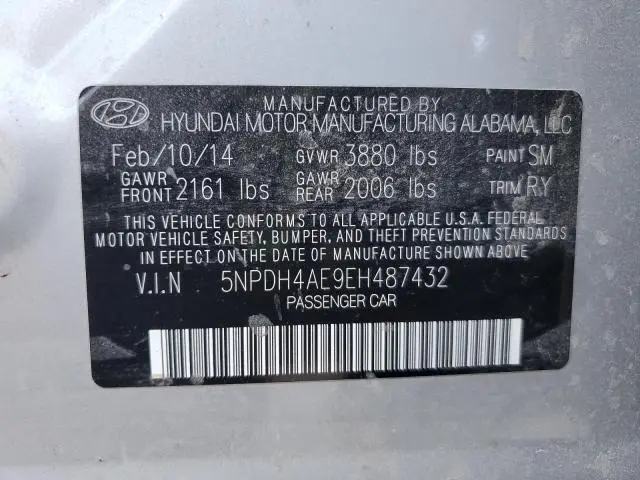 MANUFACTURED BY
HYUNDAI MOTOR MANUFACTURING ALABAMA, LLC
Feb/10/14 GVWR 3880 lbs PAINT SM
GAWR FRONT 2161 lbs GAWR REAR 2006 lbs TRIM RY
THIS VEHICLE CONFORMS TO ALL APPLICABLE U.S.A. FEDERAL
MOTOR VEHICLE SAFETY, BUMPER, AND THEFT PREVENTION STANDARDS
IN EFFECT ON THE DATE OF MANUFACTURE SHOWN ABOVE.
V.I.N 5NPDH4AE9EH487432
PASSENGER CAR